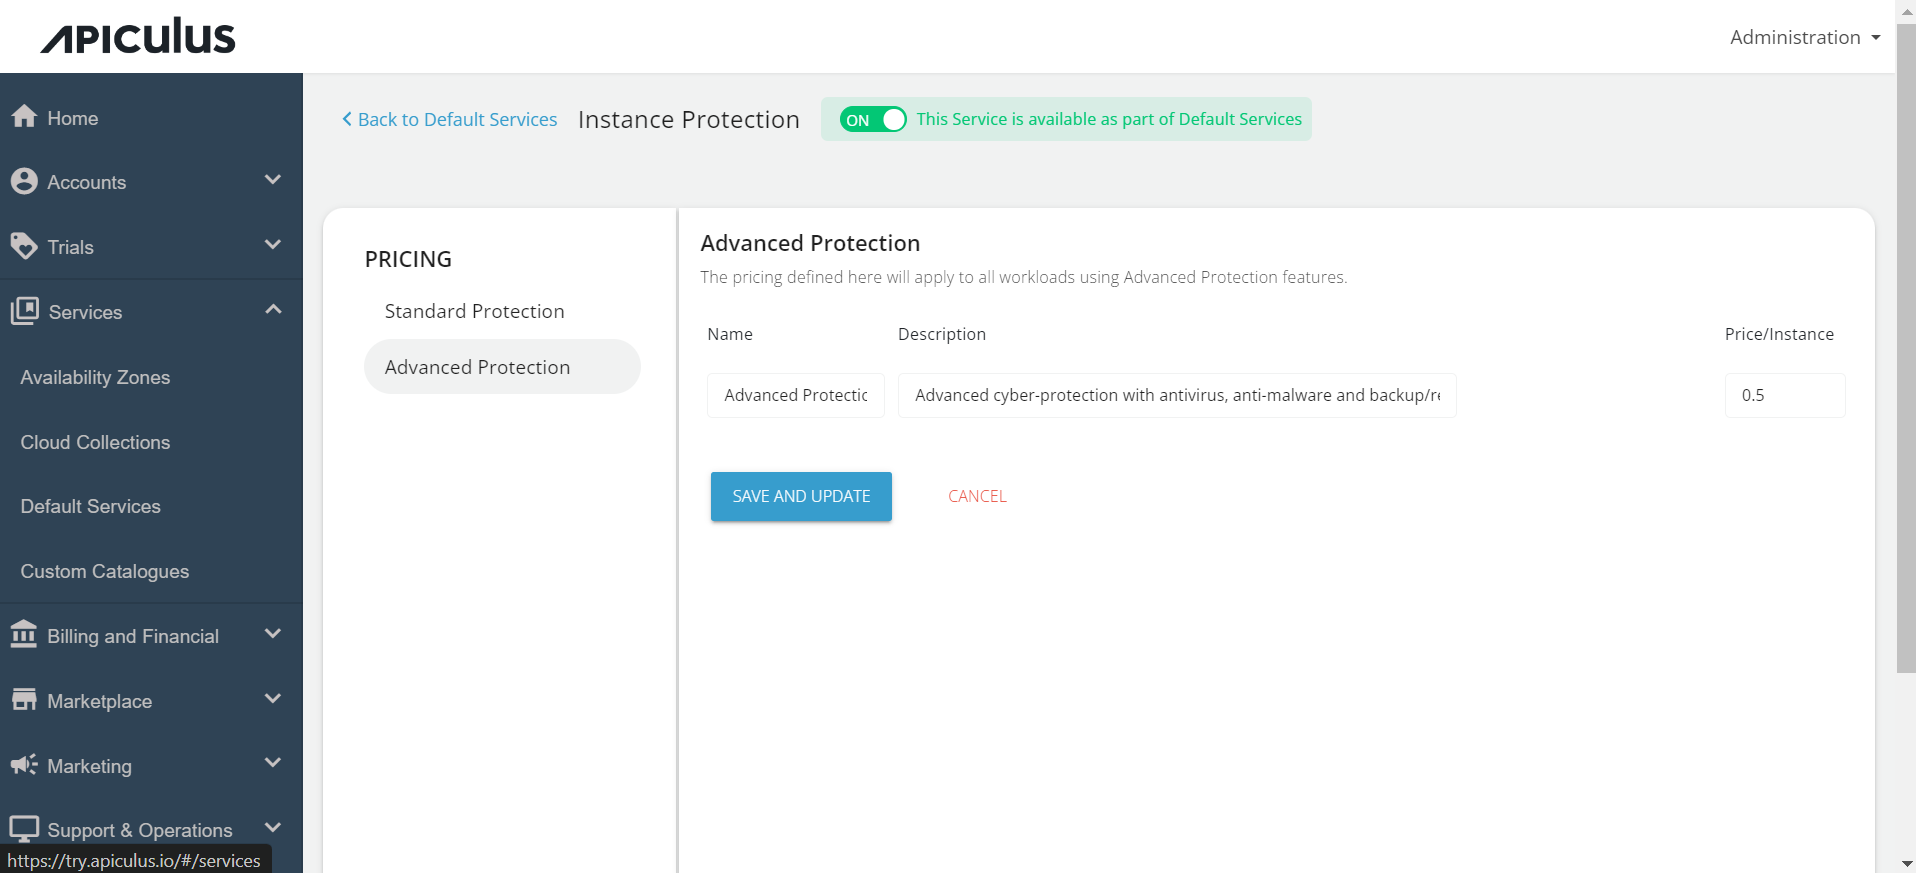 APICULUS
Administration
Home
Accounts
Trials
Services
Availability Zones
Cloud Collections
Default Services
Custom Catalogues
Billing and Financial
Marketplace
Marketing
Support & Operations
https://try.apiculus.io/#/services
Back to Default Services
Instance Protection
ON
This Service is available as part of Default Services
PRICING
Standard Protection
Advanced Protection
Advanced Protection
The pricing defined here will apply to all workloads using Advanced Protection features.
Name Description Price/Instance
Advanced Protectic Advanced cyber-protection with antivirus, anti-malware and backup/re 0.5
SAVE AND UPDATE CANCEL